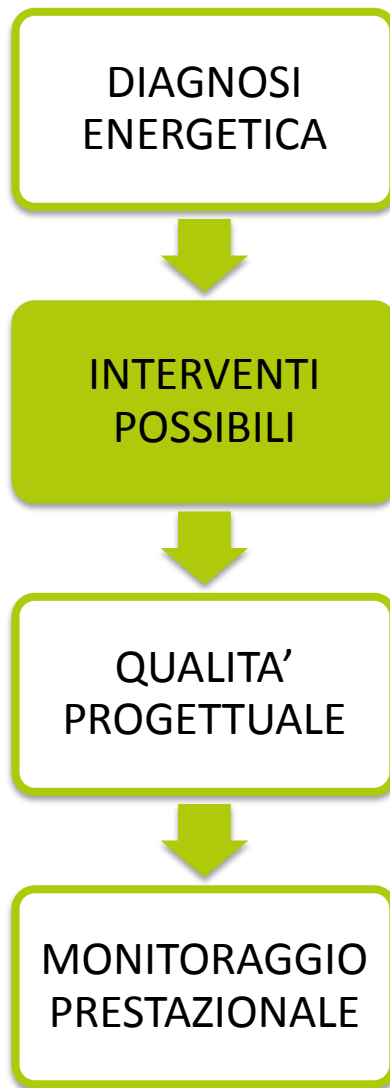 DIAGNOSI
ENERGETICA
INTERVENTI
POSSIBILI
QUALITA’
PROGETTUALE
MONITORAGGIO
PRESTAZIONALE